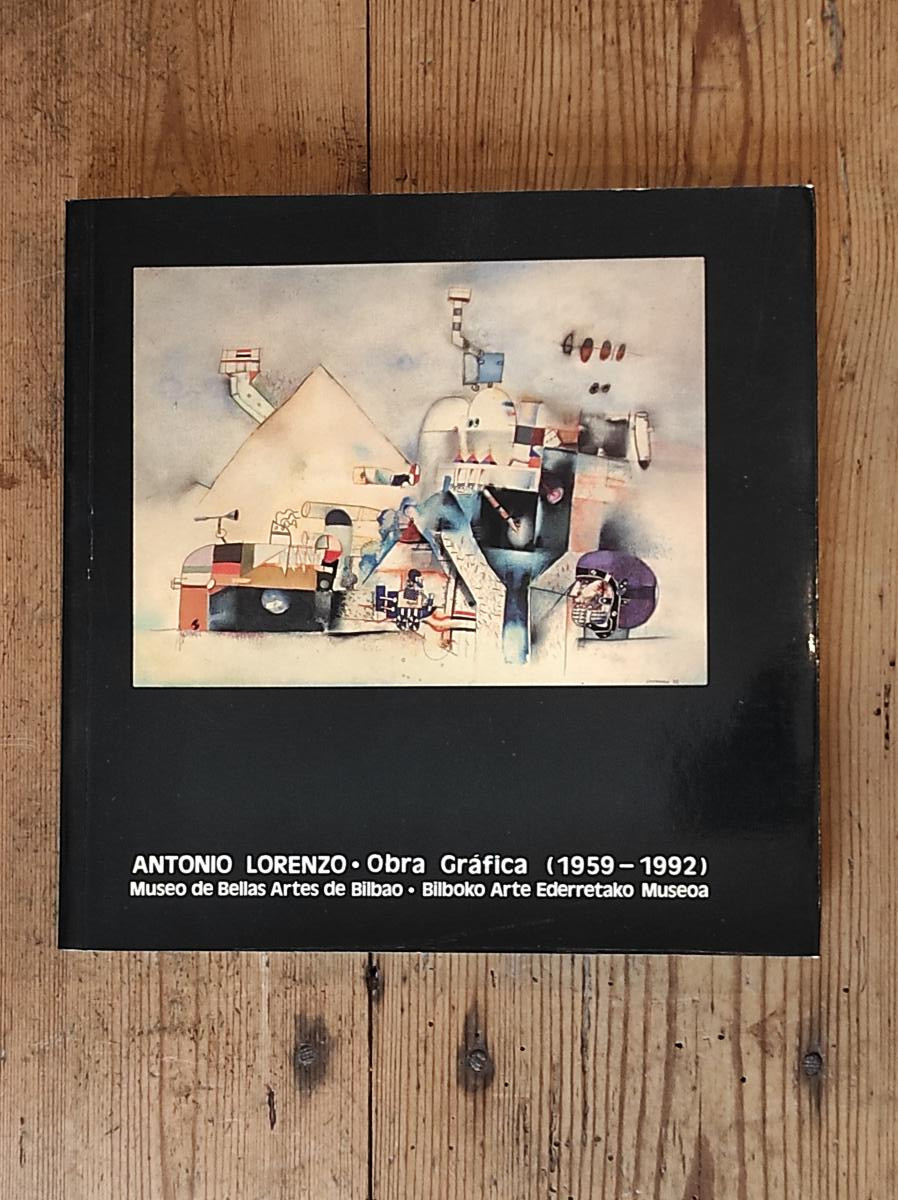 ANTONIO LORENZO • Obra Gráfica (1959–1992)
Museo de Bellas Artes de Bilbao • Bilboko Arte Ederretako Museoa